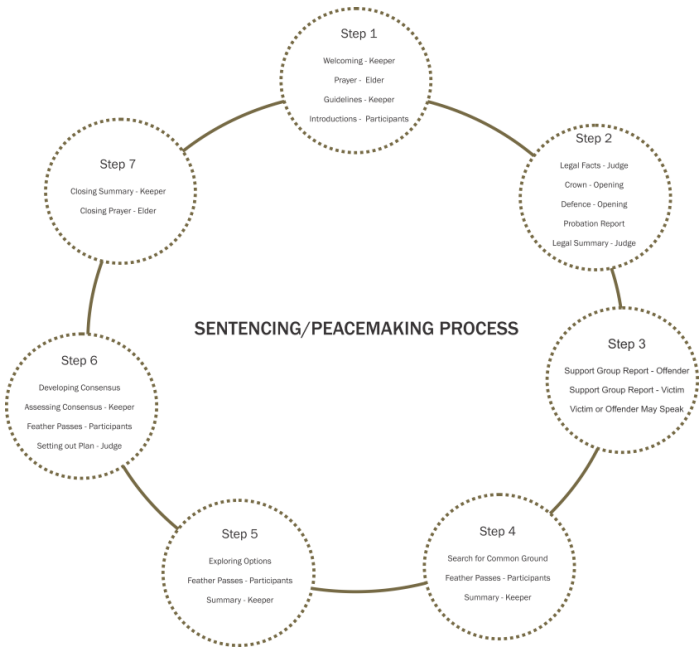 Step 1
Welcoming - Keeper
Prayer - Elder
Guidelines - Keeper
Introductions - Participants
Step 2
Legal Facts - Judge
Crown - Opening
Defence - Opening
Probation Report
Legal Summary - Judge
Step 3
Support Group Report - Offender
Support Group Report - Victim
Victim or Offender May Speak
Step 4
Search for Common Ground
Feather Passes - Participants
Summary - Keeper
Step 5
Exploring Options
Feather Passes - Participants
Summary - Keeper
Step 6
Developing Consensus
Assessing Consensus - Keeper
Feather Passes - Participants
Setting out Plan - Judge
Step 7
Closing Summary - Keeper
Closing Prayer - Elder
SENTENCING/PEACEMAKING PROCESS